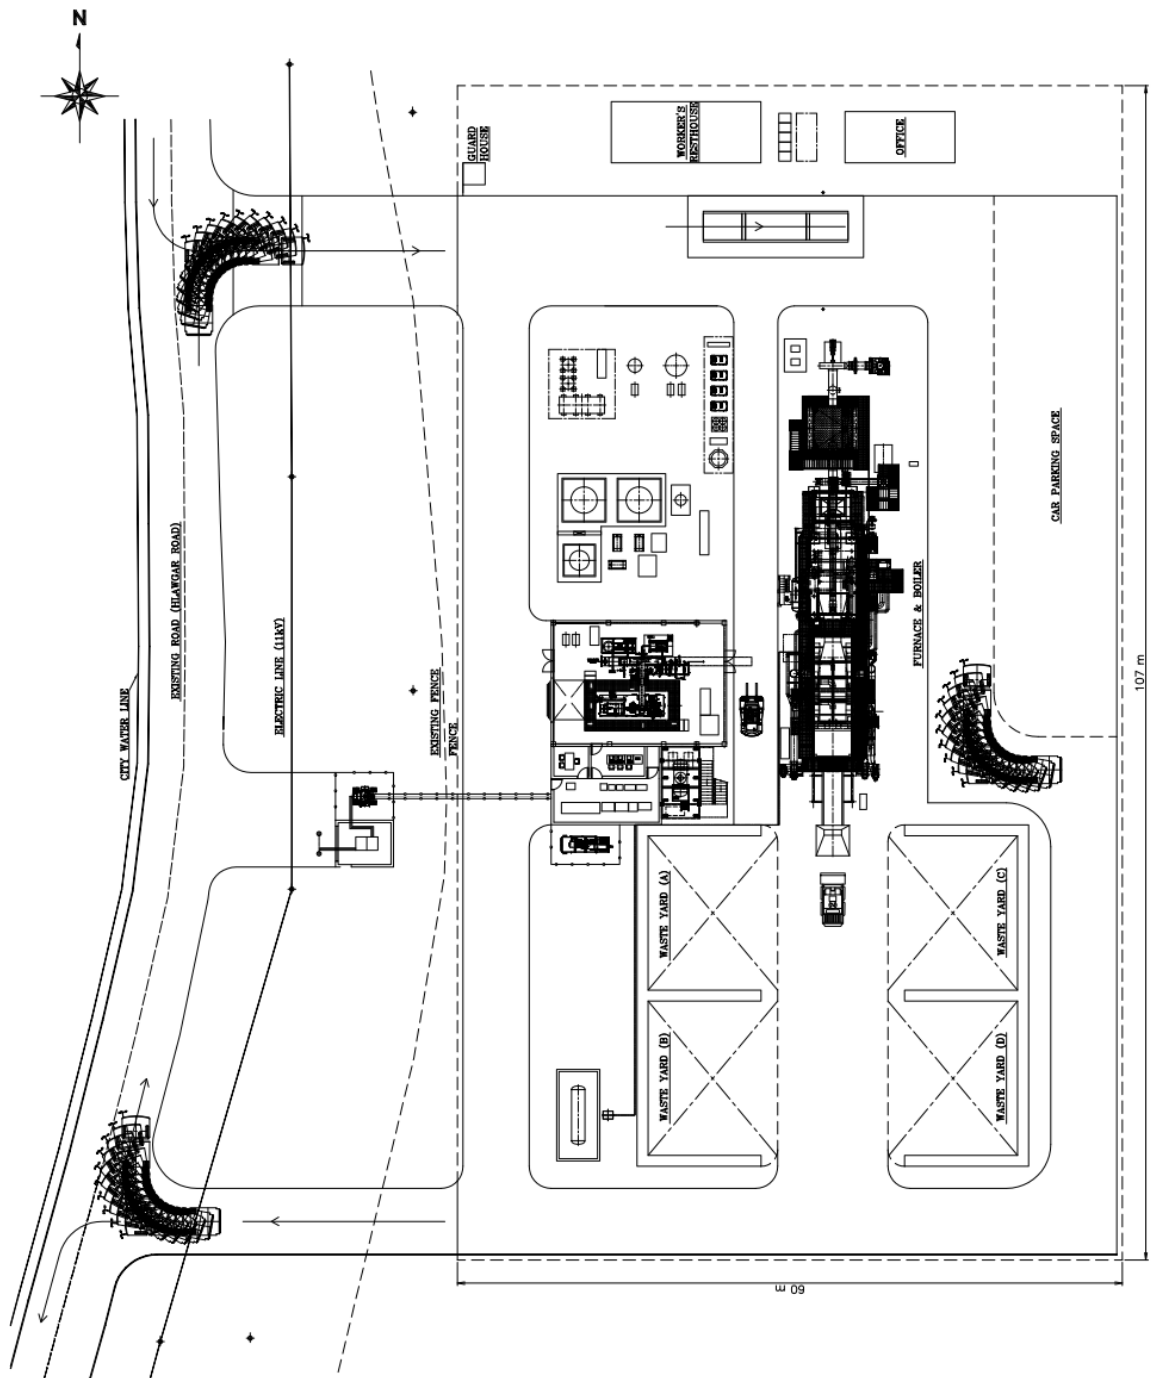 N
GUARD
HOUSE
WORKER'S
RESTHOUSE
OFFICE
CAR PARKING SPACE
EXISTING ROAD (HLAWGAR ROAD)
FURNACE & BOILER
ELECTRIC LINE (11kV)
107 m
CITY WATER LINE
EXISTING FENCE
FENCE
WASTE YARD (A)
WASTE YARD (C)
WASTE YARD (B)
WASTE YARD (D)
60 m